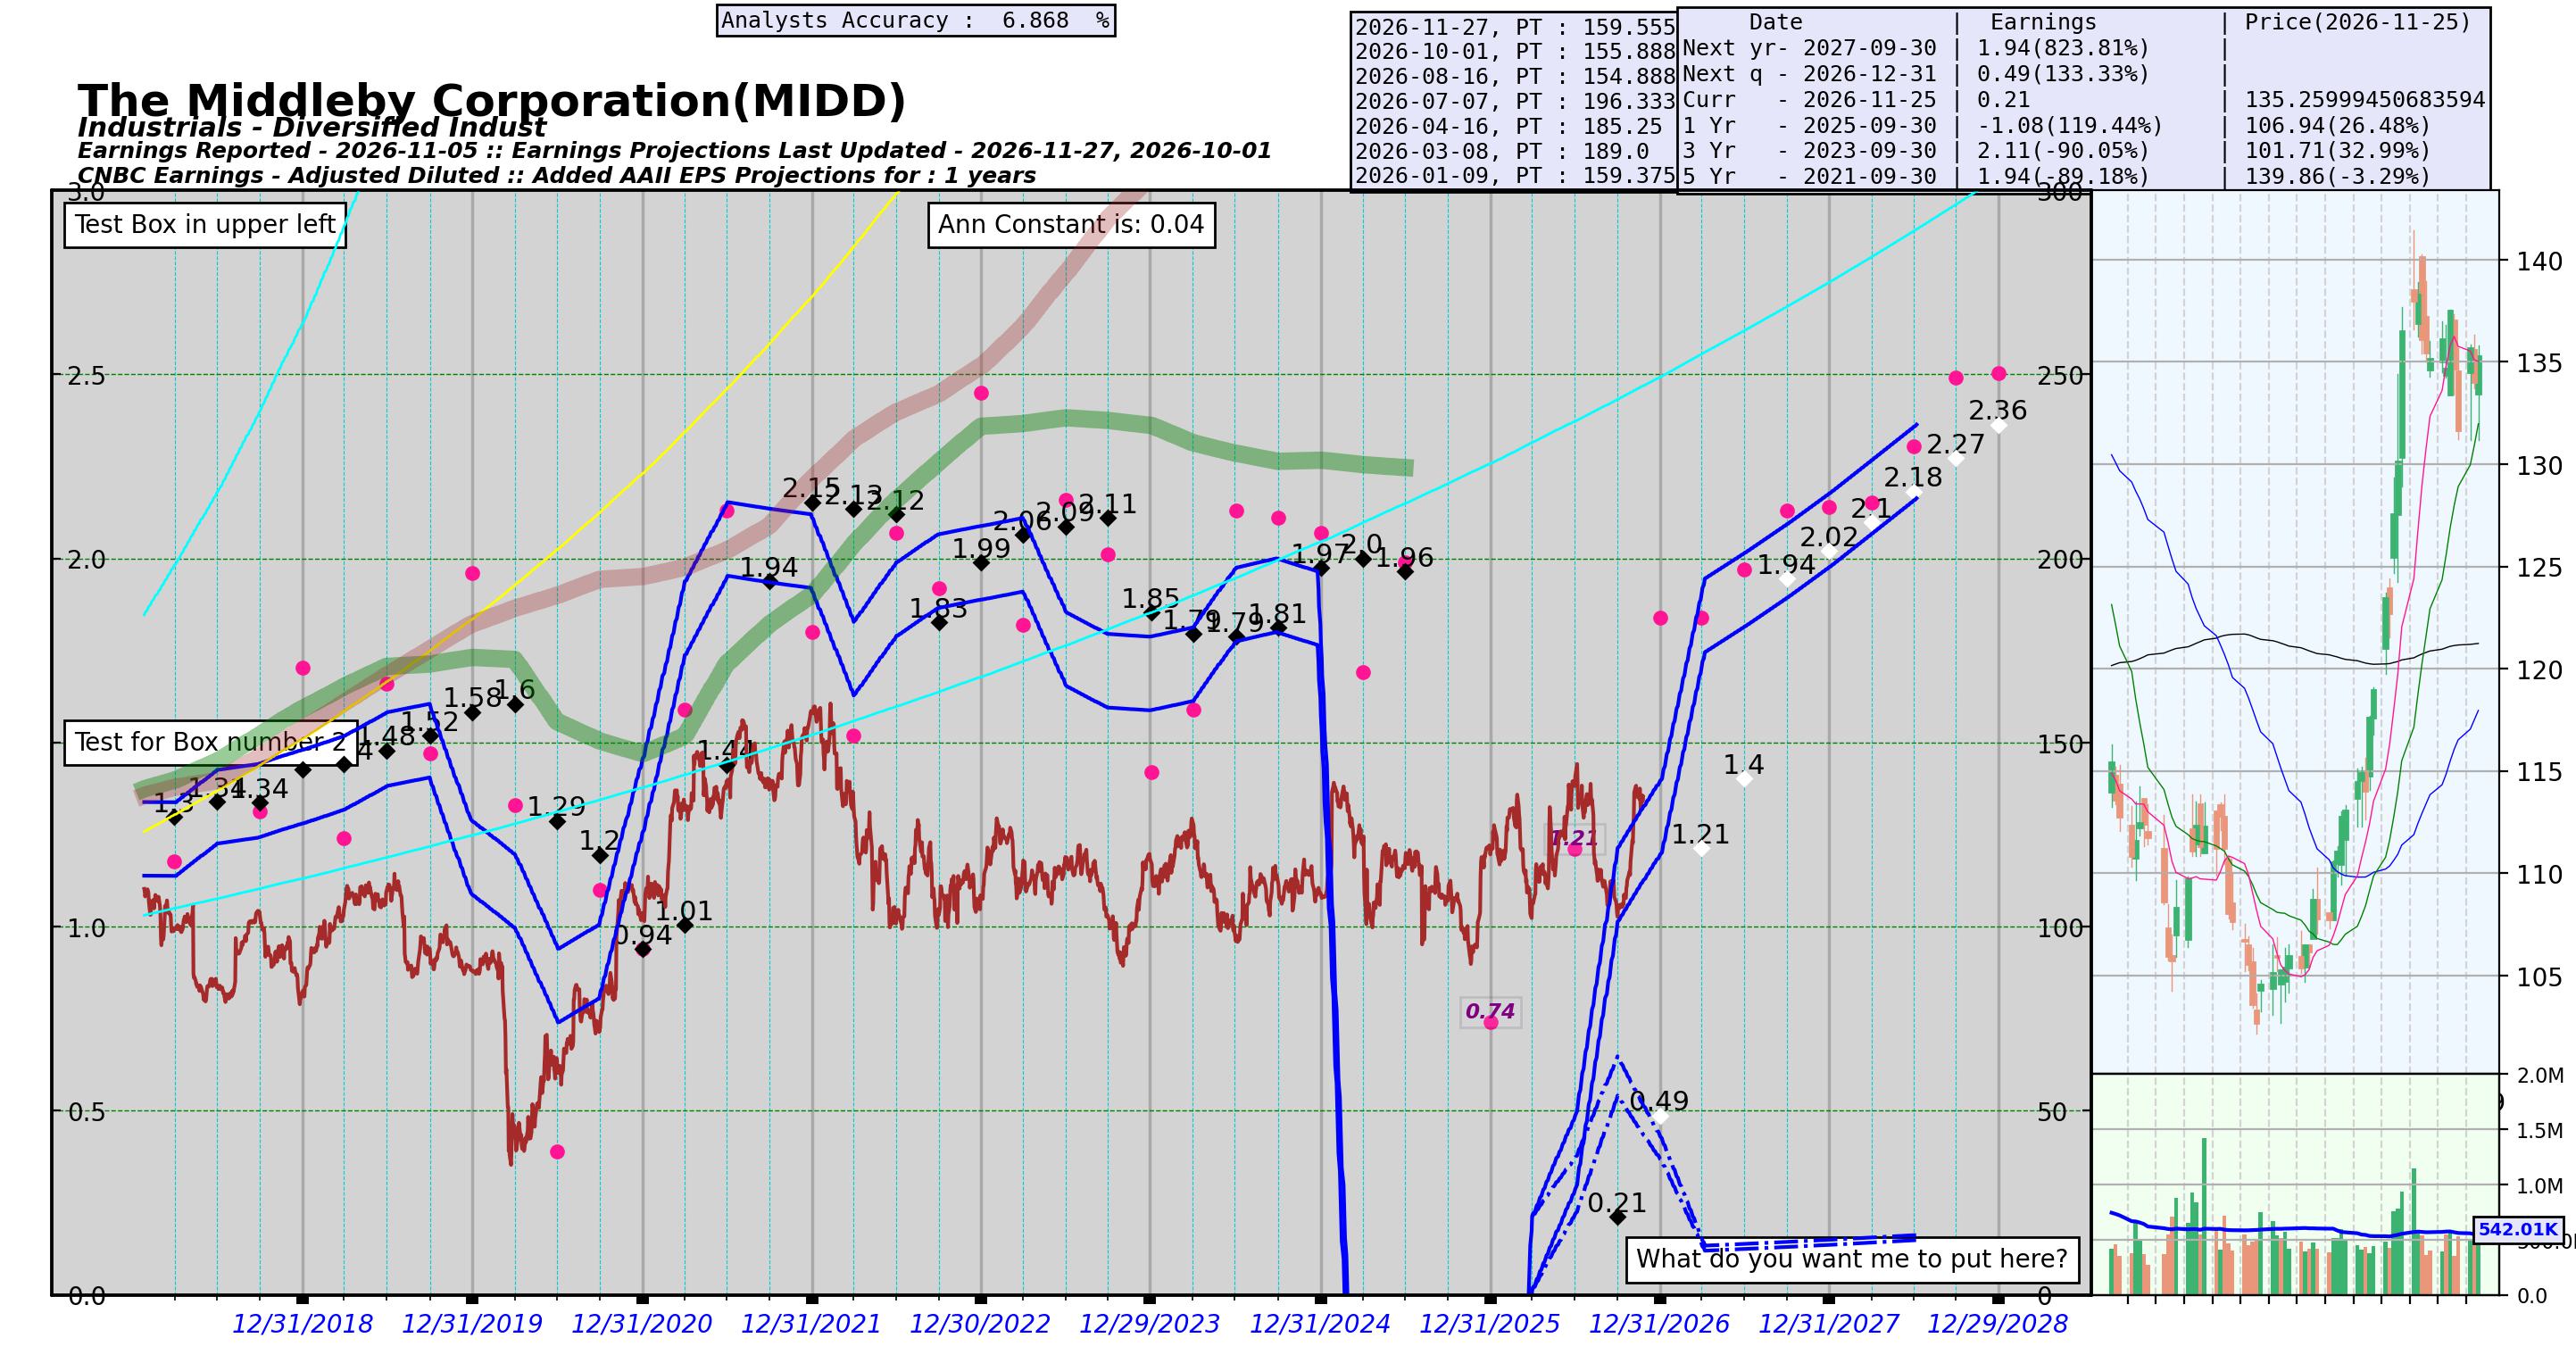 Analysts Accuracy :  6.868  %
2026-11-27, PT : 159.555
2026-10-01, PT : 155.888
2026-08-16, PT : 154.888
2026-07-07, PT : 196.333
2026-04-16, PT : 185.25
2026-03-08, PT : 189.0
2026-01-09, PT : 159.375
Date | Earnings | Price(2026-11-25)
Next yr- 2027-09-30 | 1.94(823.81%) |
Next q - 2026-12-31 | 0.49(133.33%) |
Curr - 2026-11-25 | 0.21 | 135.25999450683594
1 Yr - 2025-09-30 | -1.08(119.44%) | 106.94(26.48%)
3 Yr - 2023-09-30 | 2.11(-90.05%) | 101.71(32.99%)
5 Yr - 2021-09-30 | 1.94(-89.18%) | 139.86(-3.29%)
The Middleby Corporation(MIDD)
Industrials - Diversified Indust
Earnings Reported - 2026-11-05 :: Earnings Projections Last Updated - 2026-11-27, 2026-10-01
CNBC Earnings - Adjusted Diluted :: Added AAII EPS Projections for : 1 years
3.0
2.5
2.0
1.0
0.5
0.0
Test Box in upper left
Ann Constant is: 0.04
Test for Box number 2
What do you want me to put here?
1.3
1.34
1.34
1.48
1.52
1.58
1.6
1.29
1.2
0.94
1.01
1.44
1.94
2.15
2.13
2.12
1.83
1.99
2.06
2.09
2.11
1.85
1.79
1.79
1.81
1.97
2.0
1.96
0.74
1.21
0.21
0.49
1.21
1.4
1.94
2.02
2.1
2.18
2.27
2.36
300
250
200
150
100
50
0
140
135
130
125
120
115
110
105
2.0M
1.5M
1.0M
542.01K
0.0
12/31/2018
12/31/2019
12/31/2020
12/31/2021
12/30/2022
12/29/2023
12/31/2024
12/31/2025
12/31/2026
12/31/2027
12/29/2028